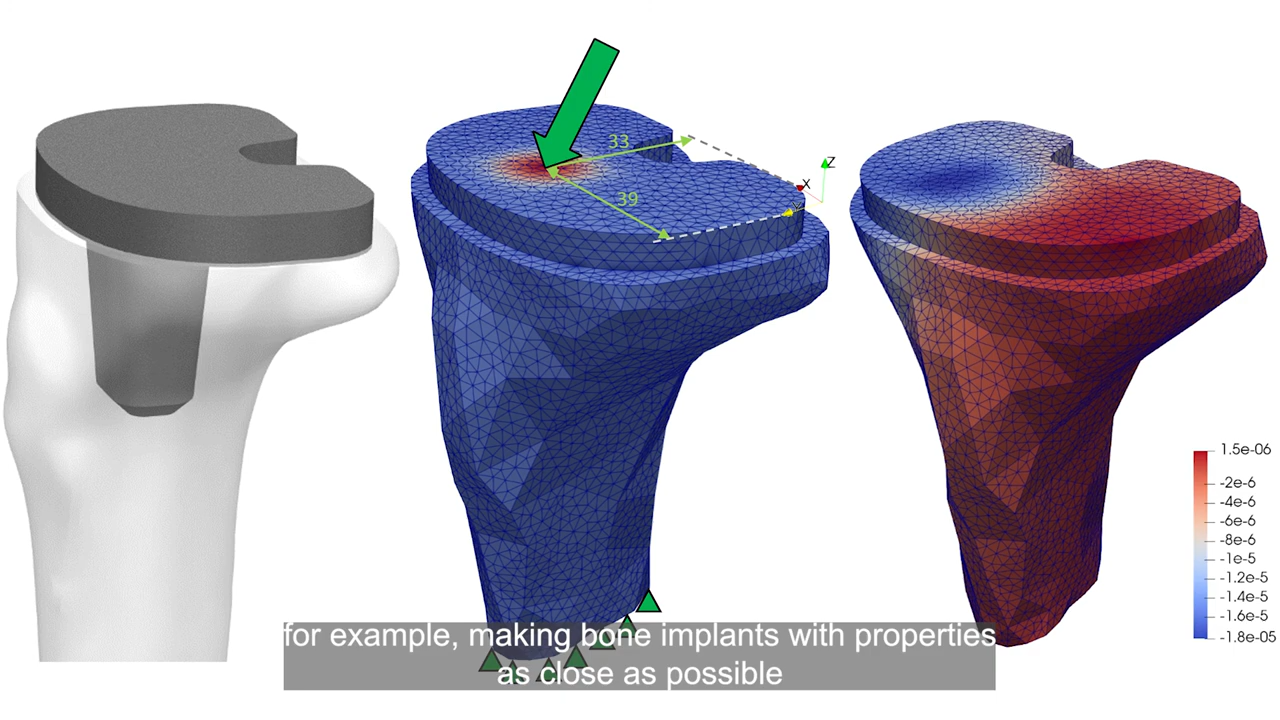 33
Z
X
39
1.5e-06
-2e-6
-4e-6
-6e-6
-8e-6
-1e-5
-1.2e-5
-1.4e-5
-1.6e-5
-1.8e-05
for example, making bone implants with properties
as close as possible